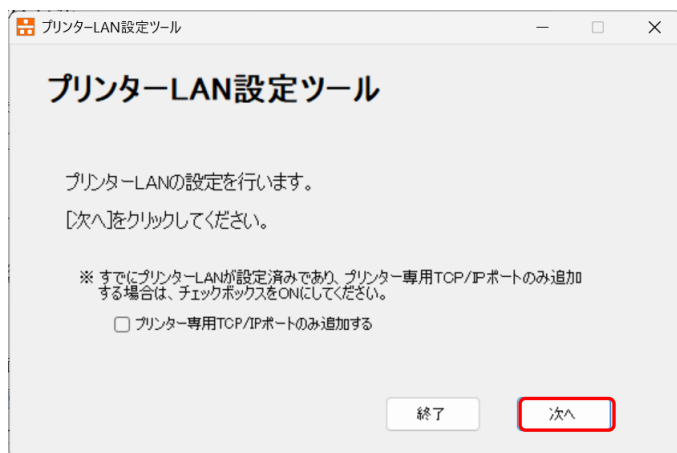 プリンターLAN設定ツール
プリンターLAN設定ツール
プリンターLANの設定を行います。
[次へ]をクリックしてください。
※ すでにプリンターLANが設定済みであり、プリンター専用TCP/IPポートのみ追加
する場合は、チェックボックスをONにしてください。
プリンター専用TCP/IPポートのみ追加する
終了
次へ